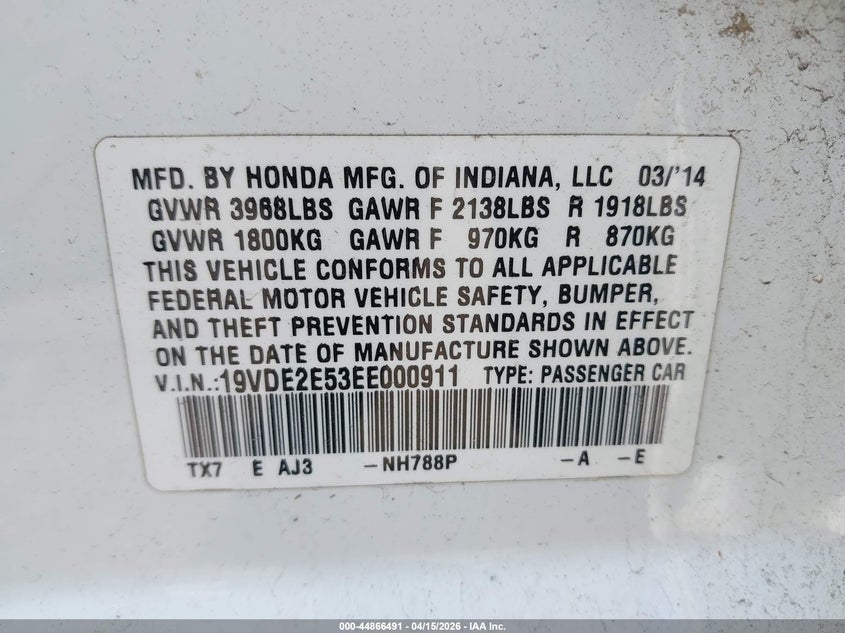 MFD. BY HONDA MFG. OF INDIANA, LLC 03/'14
GVWR 3968LBS GAWR F 2138LBS R 1918LBS
GVWR 1800KG GAWR F 970KG R 870KG
THIS VEHICLE CONFORMS TO ALL APPLICABLE
FEDERAL MOTOR VEHICLE SAFETY, BUMPER,
AND THEFT PREVENTION STANDARDS IN EFFECT
ON THE DATE OF MANUFACTURE SHOWN ABOVE.
V.I.N.:19VDE2E53EE000911 TYPE: PASSENGER CAR
TX7 E AJ3 -NH788P -A -E
000-44866491 - 04/15/2026 - IAA Inc.